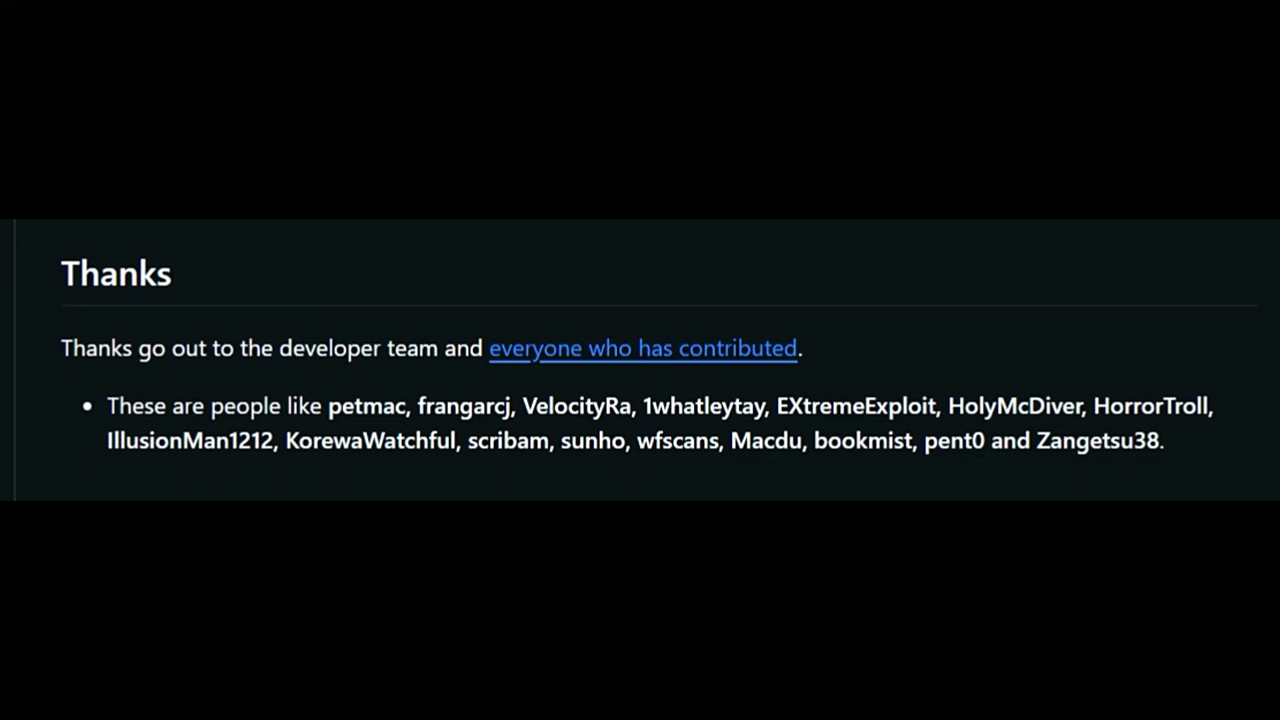 Thanks
Thanks go out to the developer team and everyone who has contributed.
• These are people like petmac, frangarcj, VelocityRa, 1whatleytay, EXtremeExploit, HolyMcDiver, HorrorTroll,
IllusionMan1212, KorewaWatchful, scribam, sunho, wfscans, Macdu, bookmist, pent0 and Zangetsu38.